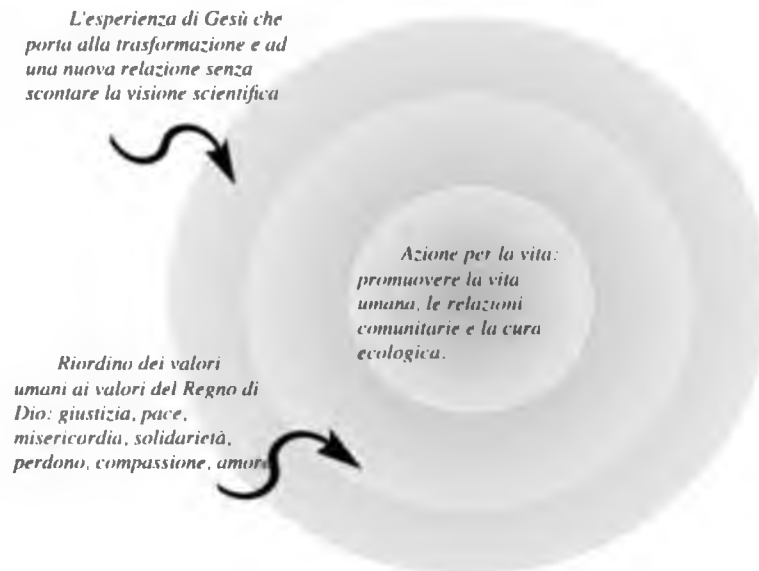 L'esperienza di Gesù che
porta alla trasformazione e ad
una nuova relazione senza
scontare la visione scientifica
Azione per la vita:
promuovere la vita
umana, le relazioni
comunitarie e la cura
ecologica.
Riordino dei valori
umani ai valori del Regno di
Dio: giustizia, pace,
misericordia, solidarietà,
perdono, compassione, amore